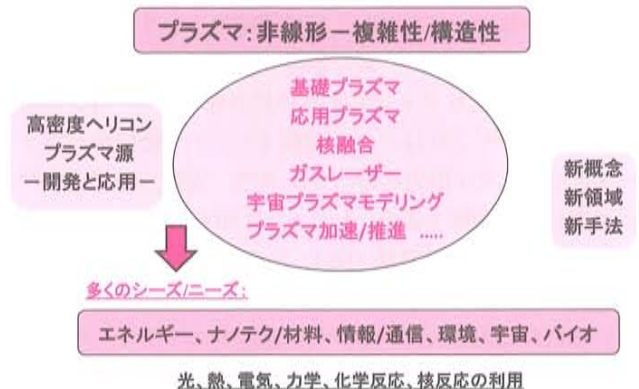 プラズマ：非線形－複雑性/構造性
基礎プラズマ
応用プラズマ
核融合
ガスレーザー
宇宙プラズマモデリング
プラズマ加速/推進 .....
高密度ヘリコン
プラズマ源
－開発と応用－
新概念
新領域
新手法
多くのシーズ/ニーズ：
エネルギー、ナノテク/材料、情報/通信、環境、宇宙、バイオ
光、熱、電気、力学、化学反応、核反応の利用